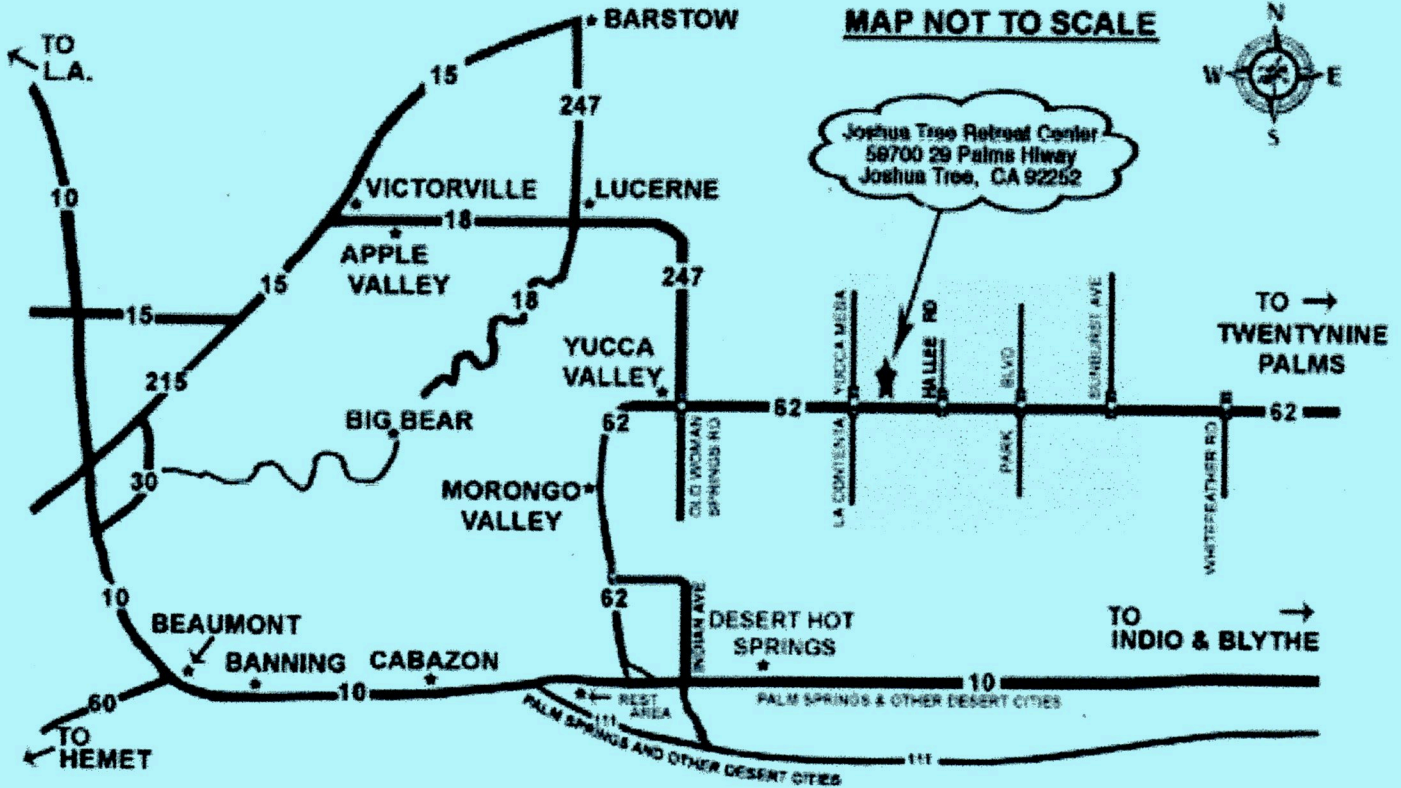 MAP NOT TO SCALE
N
W
E
S
TO
L.A.
BARSTOW
15
247
Joshua Tree Retreat Center
59700 29 Palms Hiway
Joshua Tree, CA 92252
10
VICTORVILLE
LUCERNE
18
APPLE
VALLEY
15
247
15
18
TO →
TWENTYNINE
PALMS
YUCCA
VALLEY
YUCCA MESA
HALLEE RD
BLVD
SUNBURST AVE
215
62
62
62
BIG BEAR
OLD WOMAN
SPRINGS RD
LA CONTENTA
PARK
WHITEFEATHER RD
30
MORONGO
VALLEY
10
62
INDIAN AVE
DESERT HOT
SPRINGS
TO →
INDIO & BLYTHE
BEAUMONT
BANNING
CABAZON
10
10
REST
AREA
PALM SPRINGS & OTHER DESERT CITIES
60
TO
HEMET
111
PALM SPRINGS AND OTHER DESERT CITIES
111